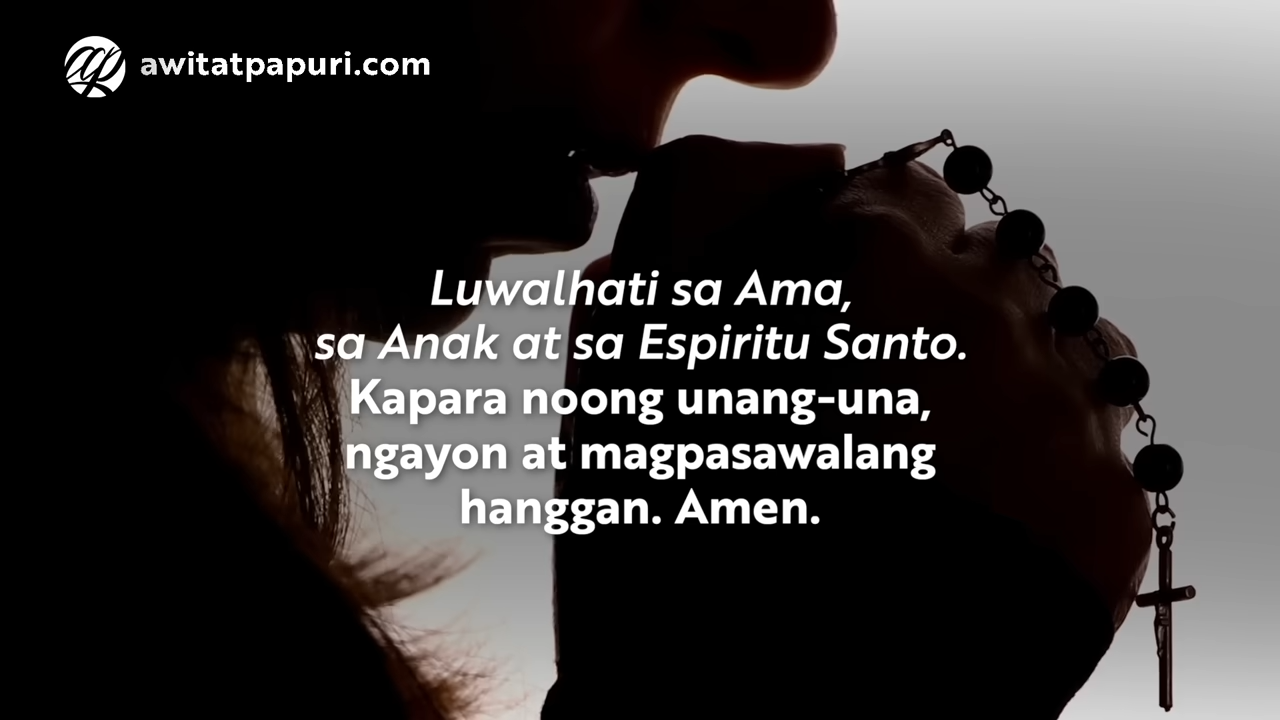 awitatpapuri.com
Luwalhati sa Ama,
sa Anak at sa Espiritu Santo.
Kapara noong unang-una,
ngayon at magpasawalang
hanggan. Amen.